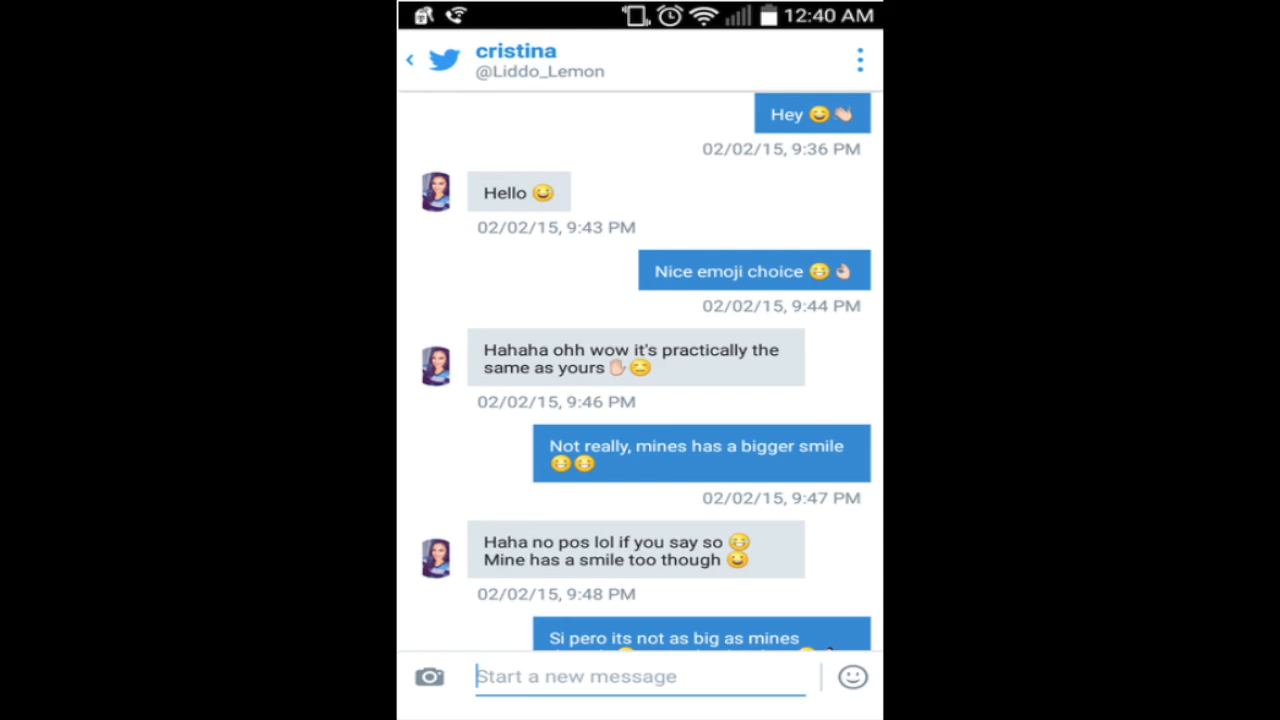 12:40 AM
cristina
@Liddo_Lemon
Hey 😄👏
02/02/15, 9:36 PM
Hello 😄
02/02/15, 9:43 PM
Nice emoji choice 😁👌
02/02/15, 9:44 PM
Hahaha ohh wow it's practically the
same as yours ✋😑
02/02/15, 9:46 PM
Not really, mines has a bigger smile
😁😁
02/02/15, 9:47 PM
Haha no pos lol if you say so 😁
Mine has a smile too though 😄
02/02/15, 9:48 PM
Si pero its not as big as mines
Start a new message